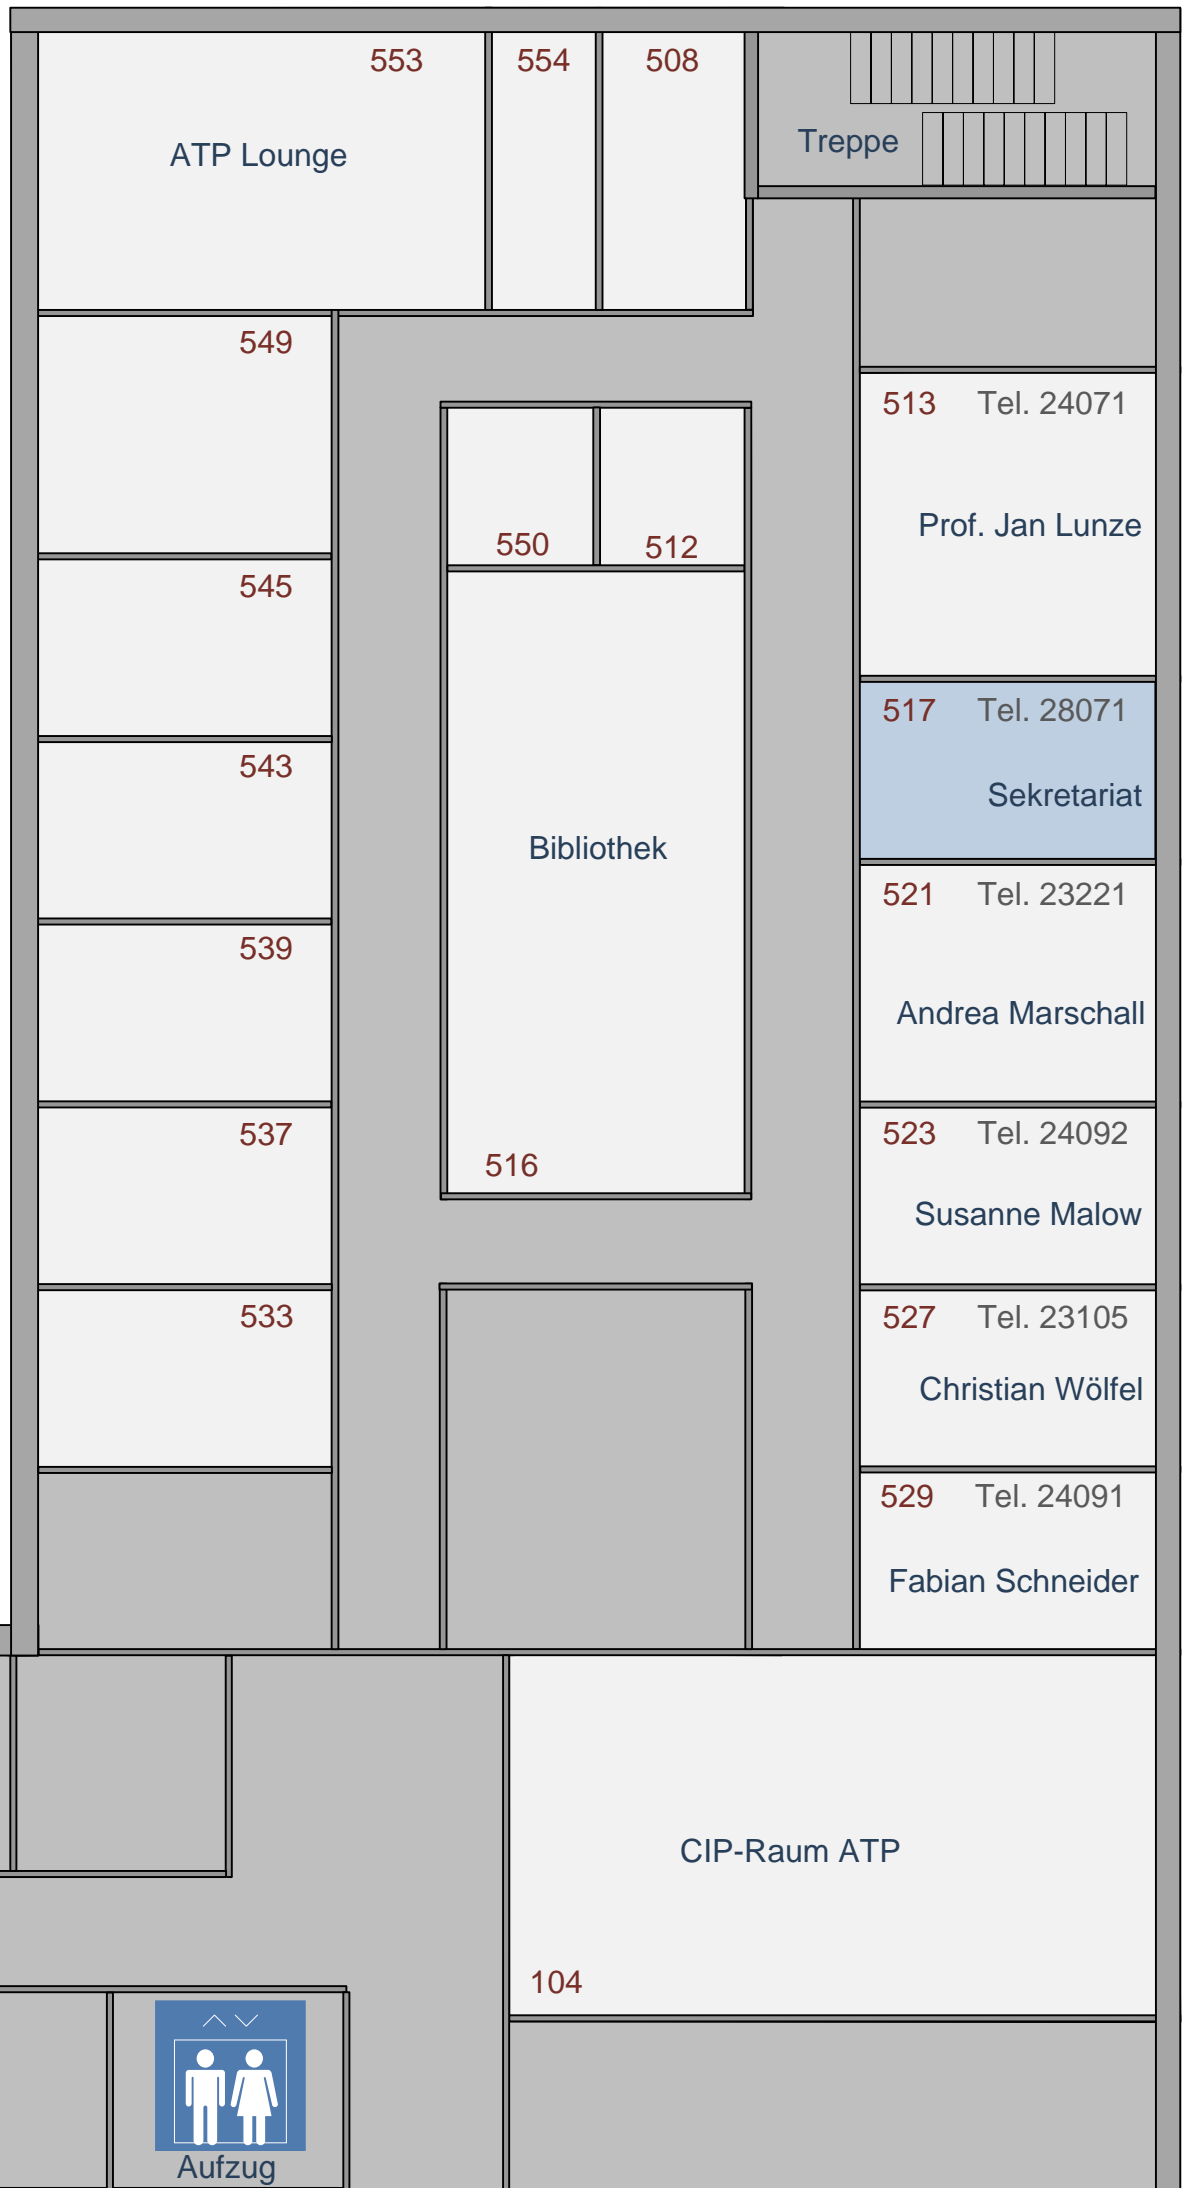 553
554
508
ATP Lounge
Treppe
549
513 Tel. 24071
Prof. Jan Lunze
550
512
545
517 Tel. 28071
Sekretariat
543
Bibliothek
521 Tel. 23221
Andrea Marschall
539
537
523 Tel. 24092
516
Susanne Malow
533
527 Tel. 23105
Christian Wölfel
529 Tel. 24091
Fabian Schneider
CIP-Raum ATP
104
Aufzug